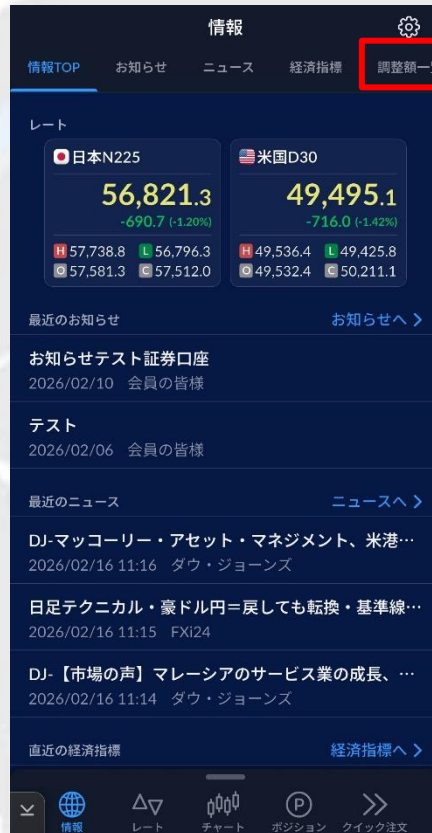 情報
情報TOP お知らせ ニュース 経済指標 調整額一
レート
日本N225
56,821.3
-690.7 (-1.20%)
H 57,738.8 L 56,796.3
O 57,581.3 C 57,512.0
米国D30
49,495.1
-716.0 (-1.42%)
H 49,536.4 L 49,425.8
O 49,532.4 C 50,211.1
最近のお知らせ お知らせへ
お知らせテスト証券口座
2026/02/10 会員の皆様
テスト
2026/02/06 会員の皆様
最近のニュース ニュースへ
DJ-マッコーリー・アセット・マネジメント、米港…
2026/02/16 11:16 ダウ・ジョーンズ
日足テクニカル・豪ドル円＝戻しても転換・基準線…
2026/02/16 11:15 FXi24
DJ-【市場の声】マレーシアのサービス業の成長、…
2026/02/16 11:14 ダウ・ジョーンズ
直近の経済指標 経済指標へ
情報 レート チャート ポジション クイック注文